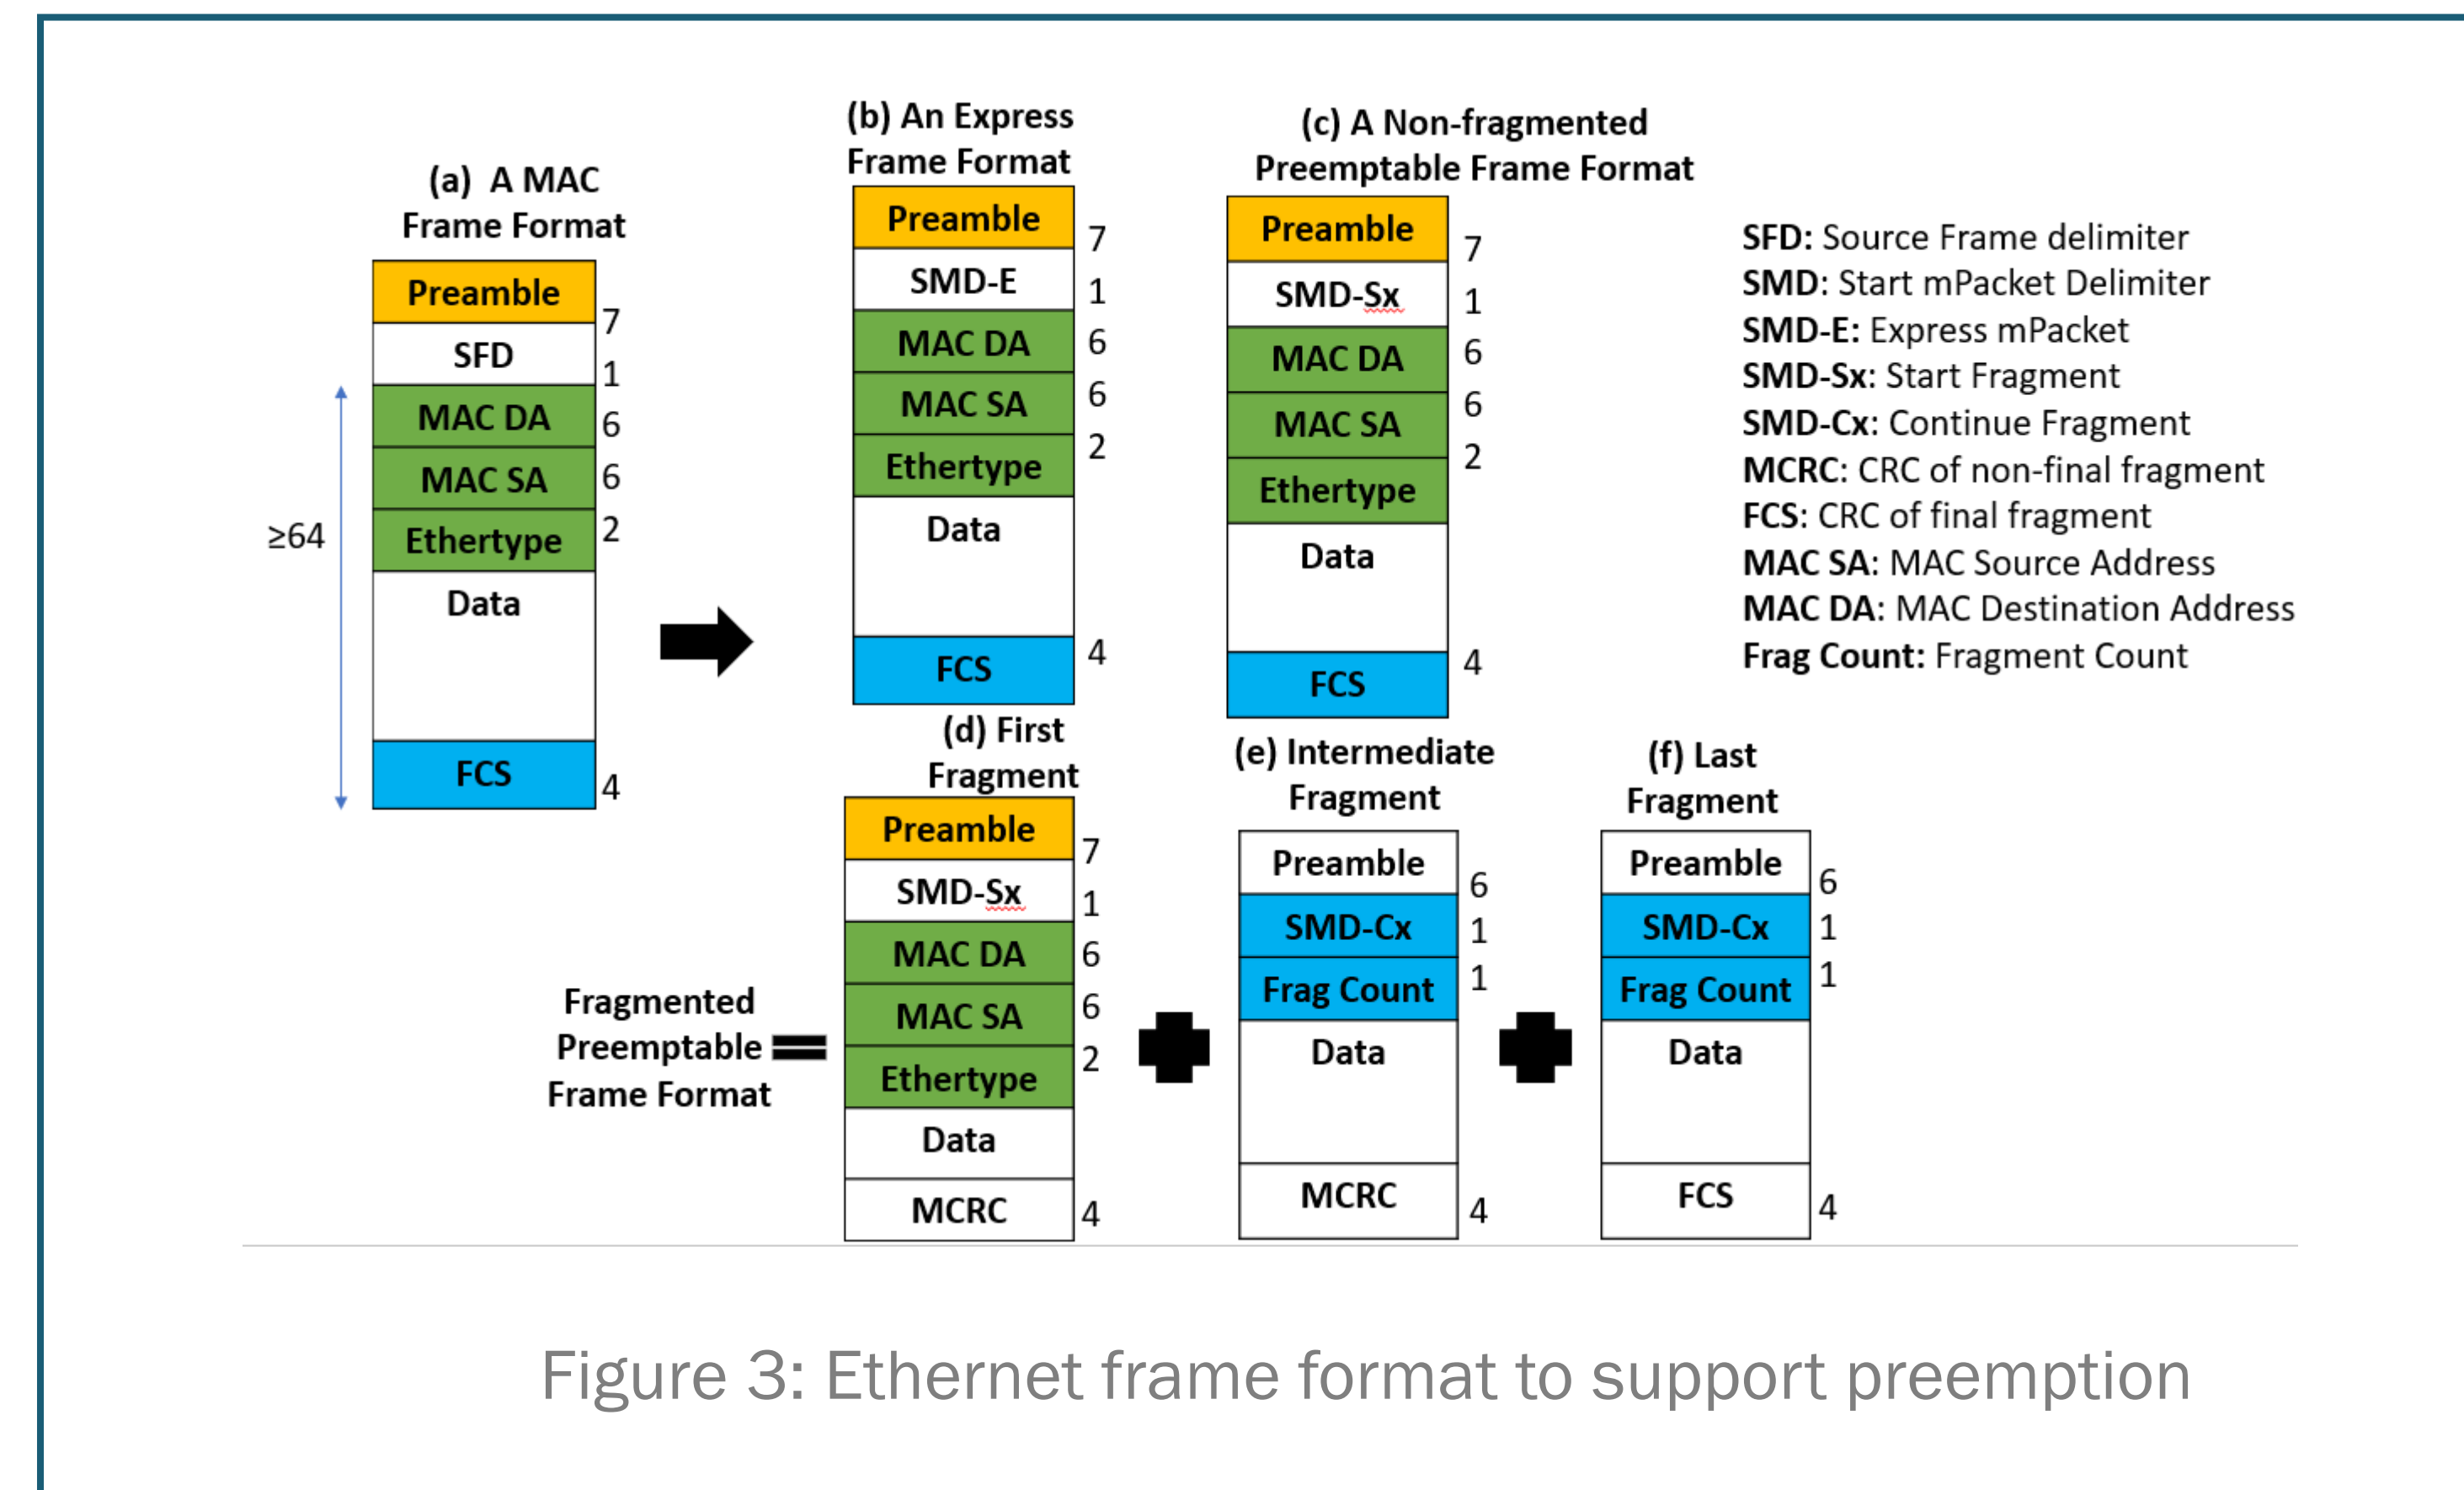 (a) A MAC
Frame Format
Preamble
7
SFD
1
MAC DA
6
MAC SA
6
Ethertype
2
≥64
Data
FCS
4
(b) An Express
Frame Format
Preamble
7
SMD-E
1
MAC DA
6
MAC SA
6
Ethertype
2
Data
FCS
4
(c) A Non-fragmented
Preemptable Frame Format
Preamble
7
SMD-Sx
1
MAC DA
6
MAC SA
6
Ethertype
2
Data
FCS
4
SFD: Source Frame delimiter
SMD: Start mPacket Delimiter
SMD-E: Express mPacket
SMD-Sx: Start Fragment
SMD-Cx: Continue Fragment
MCRC: CRC of non-final fragment
FCS: CRC of final fragment
MAC SA: MAC Source Address
MAC DA: MAC Destination Address
Frag Count: Fragment Count
Fragmented
Preemptable
Frame Format
(d) First
Fragment
Preamble
7
SMD-Sx
1
MAC DA
6
MAC SA
6
Ethertype
2
Data
MCRC
4
(e) Intermediate
Fragment
Preamble
6
SMD-Cx
1
Frag Count
1
Data
MCRC
4
(f) Last
Fragment
Preamble
6
SMD-Cx
1
Frag Count
1
Data
FCS
4
Figure 3: Ethernet frame format to support preemption